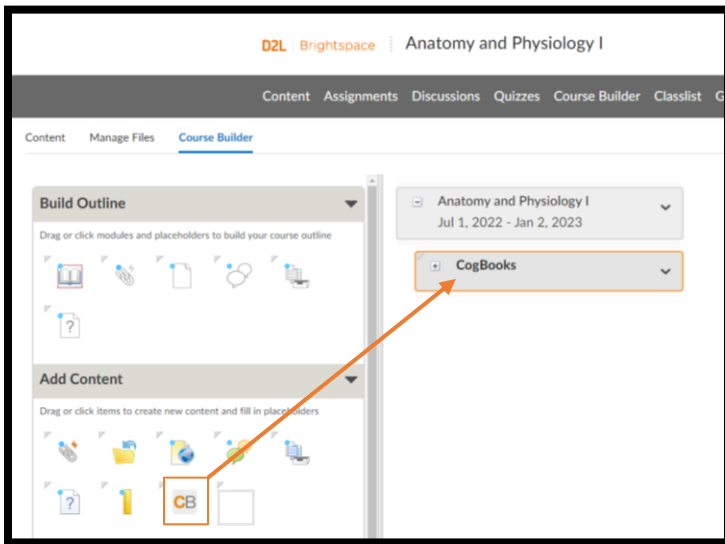 D2L Brightspace Anatomy and Physiology I
Content Assignments Discussions Quizzes Course Builder Classlist G
Content Manage Files Course Builder
Build Outline
Drag or click modules and placeholders to build your course outline
?
Add Content
Drag or click items to create new content and fill in placeholders
? CB
Anatomy and Physiology I
Jul 1, 2022 - Jan 2, 2023
CogBooks